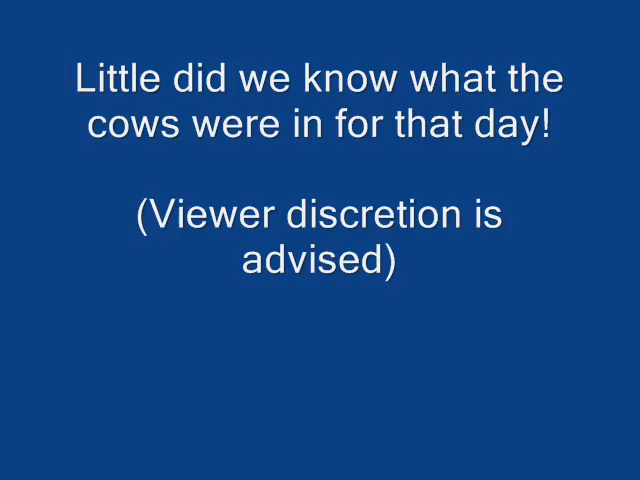 Little did we know what the
cows were in for that day!
(Viewer discretion is
advised)